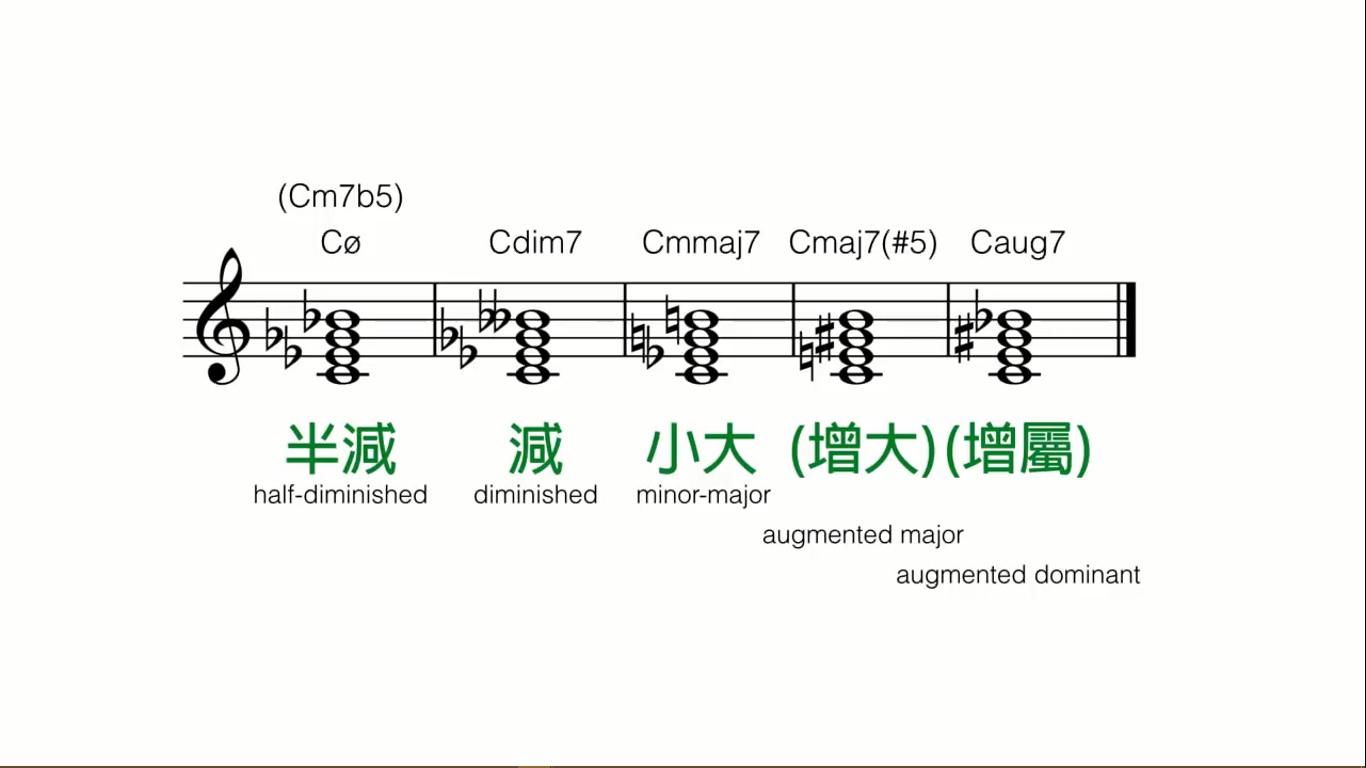 (Cm7b5)
Cø Cdim7 Cmmaj7 Cmaj7(#5) Caug7
半減 減 小大 (增大) (增屬)
half-diminished diminished minor-major
augmented major
augmented dominant